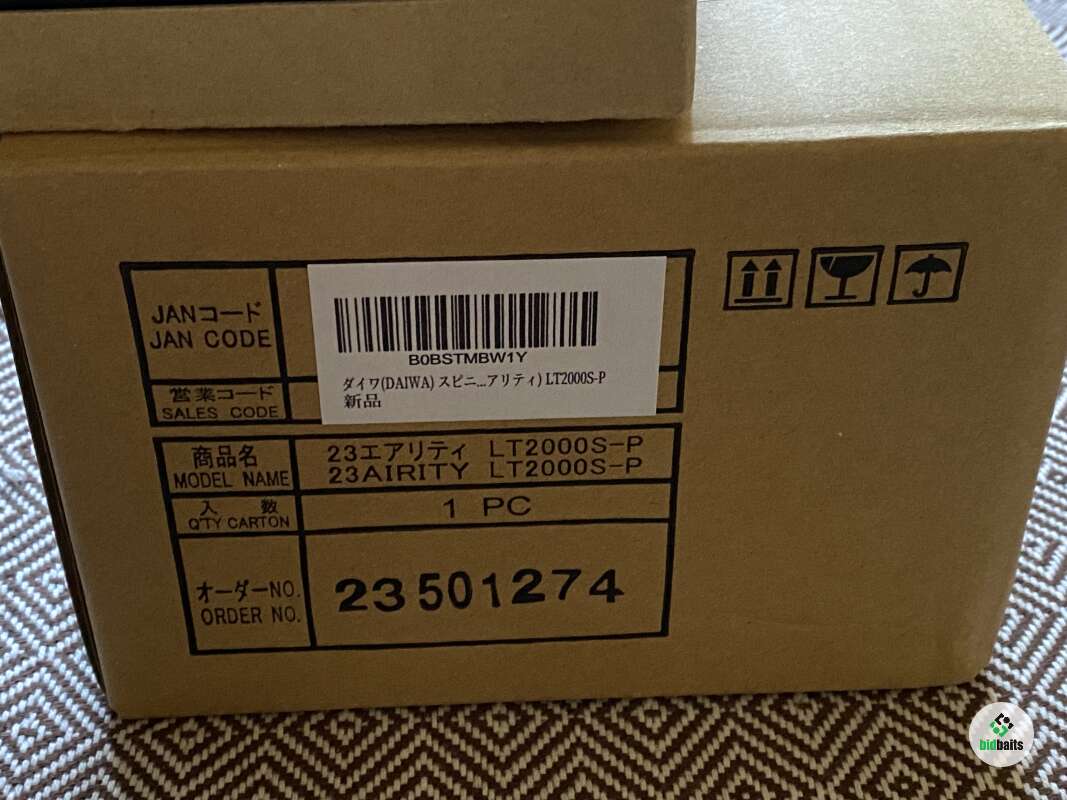 JANコード
JAN CODE
B0BSTMBW1Y
ダイワ(DAIWA) スピニ...アリティ) LT2000S-P
新品
営業コード
SALES CODE
商品名
MODEL NAME
23エアリティ LT2000S-P
23AIRITY LT2000S-P
入 数
Q'TY CARTON
1 PC
オーダーNO.
ORDER NO.
23501274
bidbaits